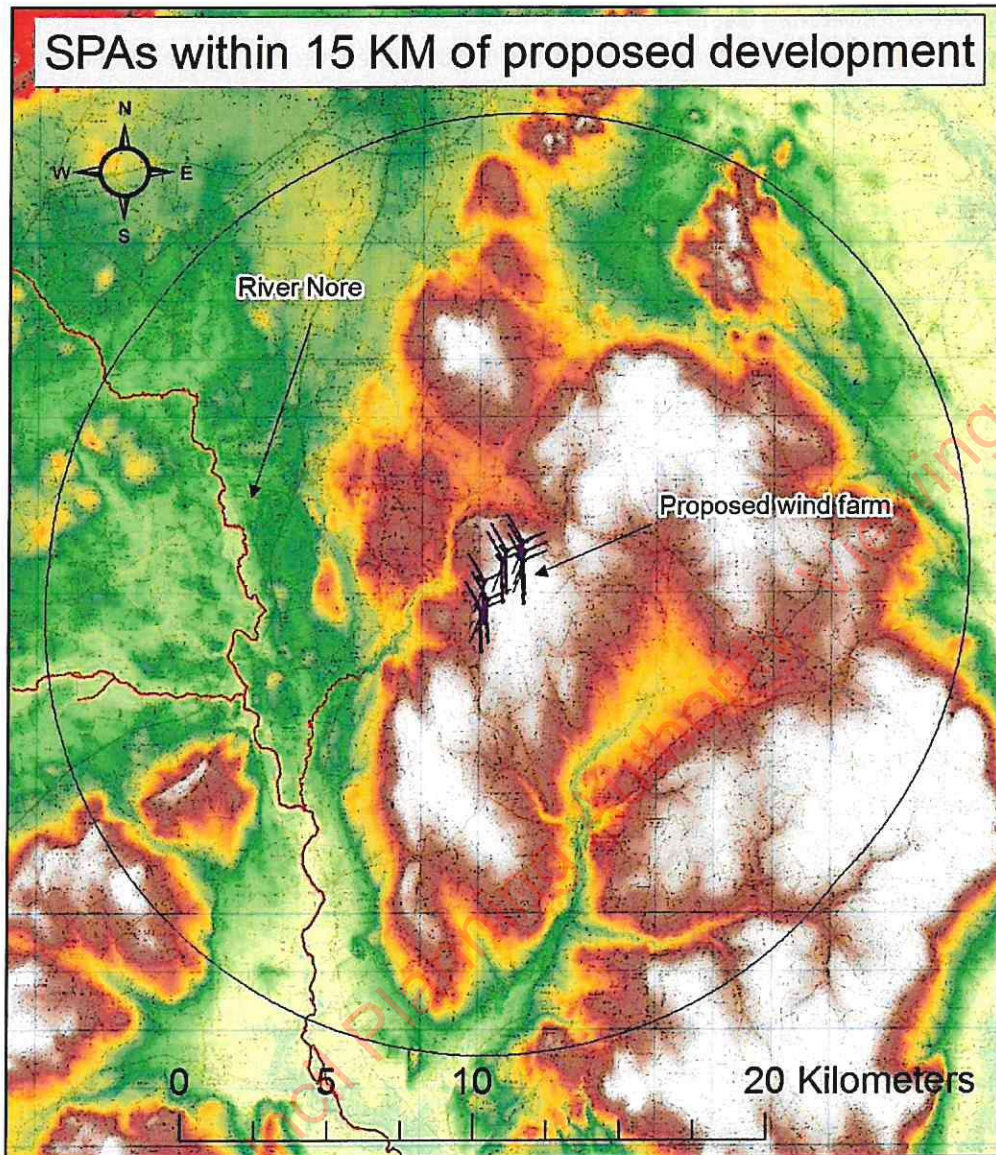 SPAs within 15 KM of proposed development
N
W
E
S
River Nore
Proposed wind farm
0 5 10 20 Kilometers